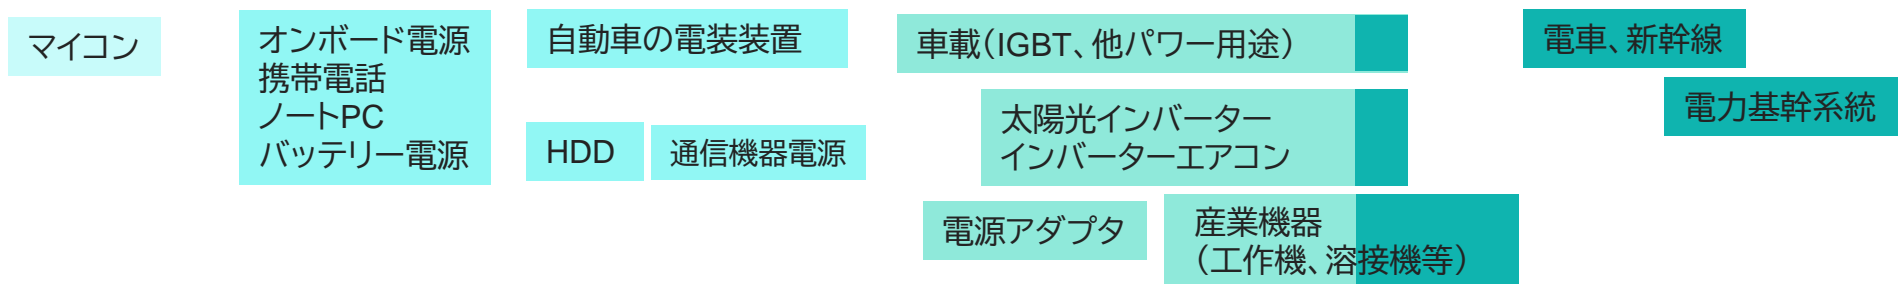 マイコン
オンボード電源
携帯電話
ノートPC
バッテリー電源
自動車の電装装置
HDD
通信機器電源
車載(IGBT、他パワー用途)
太陽光インバーター
インバーターエアコン
電源アダプタ
産業機器
(工作機、溶接機等)
電車、新幹線
電力基幹系統